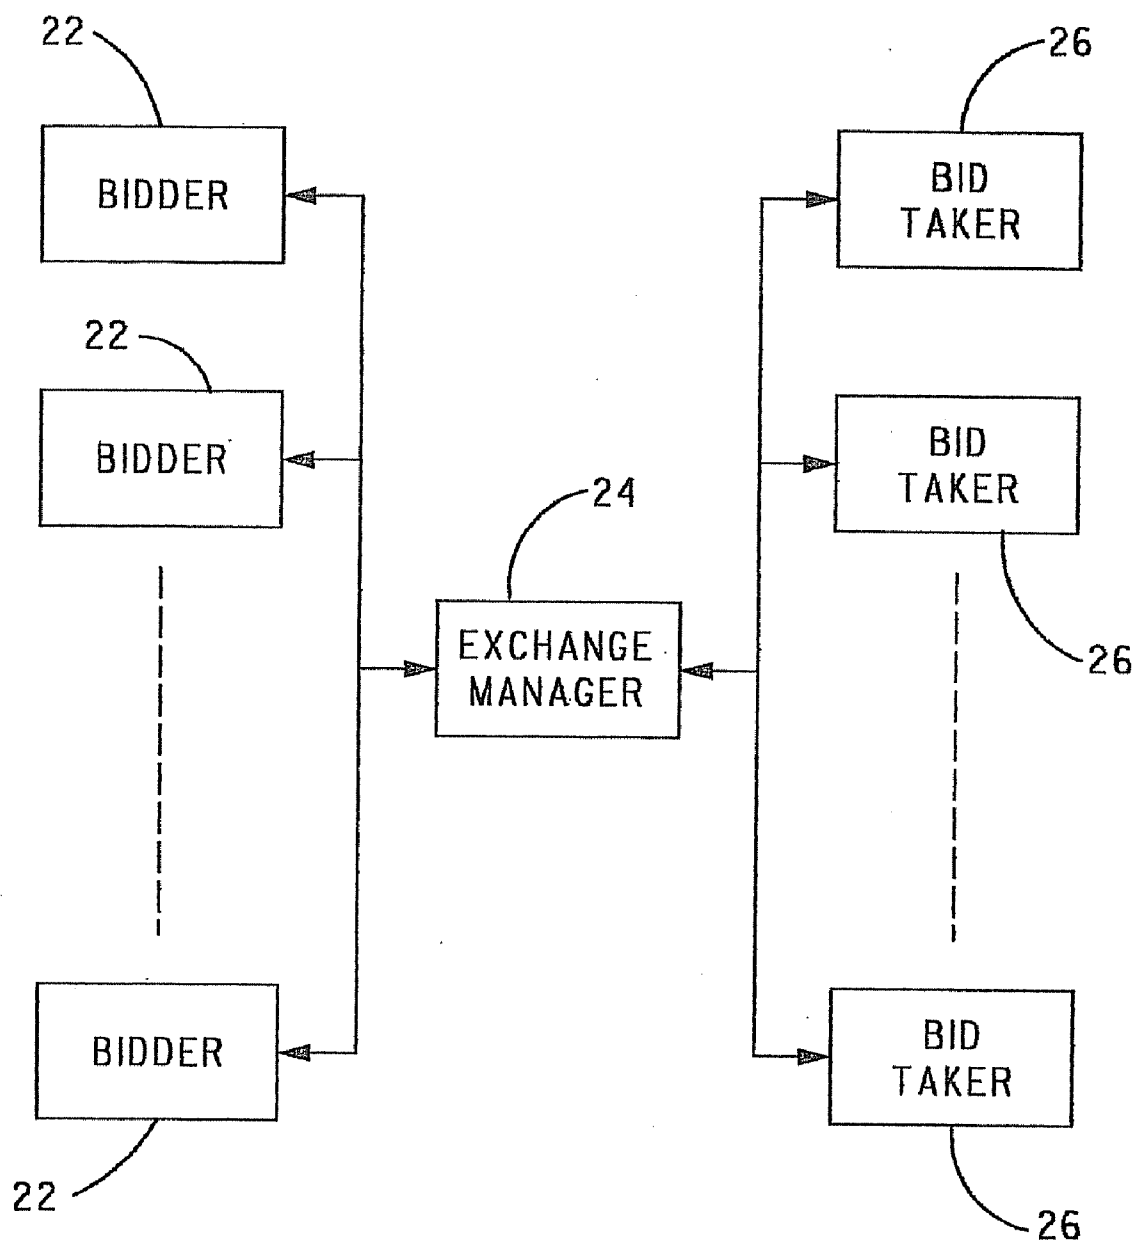 22
26
BIDDER
BID
TAKER
22
BIDDER
BID
TAKER
24
EXCHANGE
MANAGER
26
BIDDER
BID
TAKER
22
26